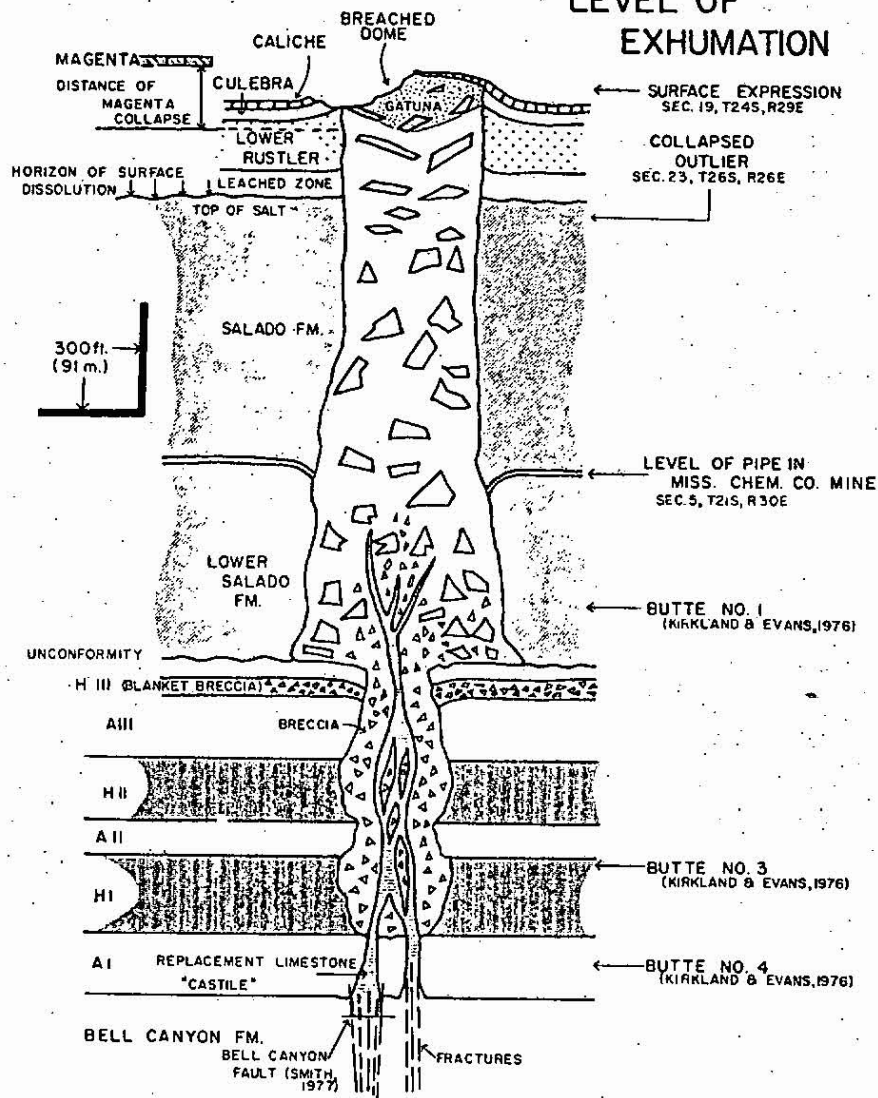 LEVEL OF
EXHUMATION
BREACHED
DOME
CALICHE
MAGENTA
DISTANCE OF
MAGENTA
COLLAPSE
CULEBRA
GATUNA
SURFACE EXPRESSION
SEC. 19, T24S, R29E
LOWER
RUSTLER
COLLAPSED
OUTLIER
SEC. 23, T26S, R26E
HORIZON OF SURFACE
DISSOLUTION
LEACHED ZONE
TOP OF SALT
SALADO FM.
300 ft.
(91 m.)
LEVEL OF PIPE IN
MISS. CHEM. CO. MINE
SEC. 5, T21S, R30E
LOWER
SALADO
FM.
BUTTE NO. 1
(KIRKLAND & EVANS, 1976)
UNCONFORMITY
H III (BLANKET BRECCIA)
A III
BRECCIA
H II
A II
BUTTE NO. 3
(KIRKLAND & EVANS, 1976)
H I
A I
REPLACEMENT LIMESTONE
"CASTILE"
BUTTE NO. 4
(KIRKLAND & EVANS, 1976)
BELL CANYON FM.
BELL CANYON
FAULT (SMITH,
1977)
FRACTURES